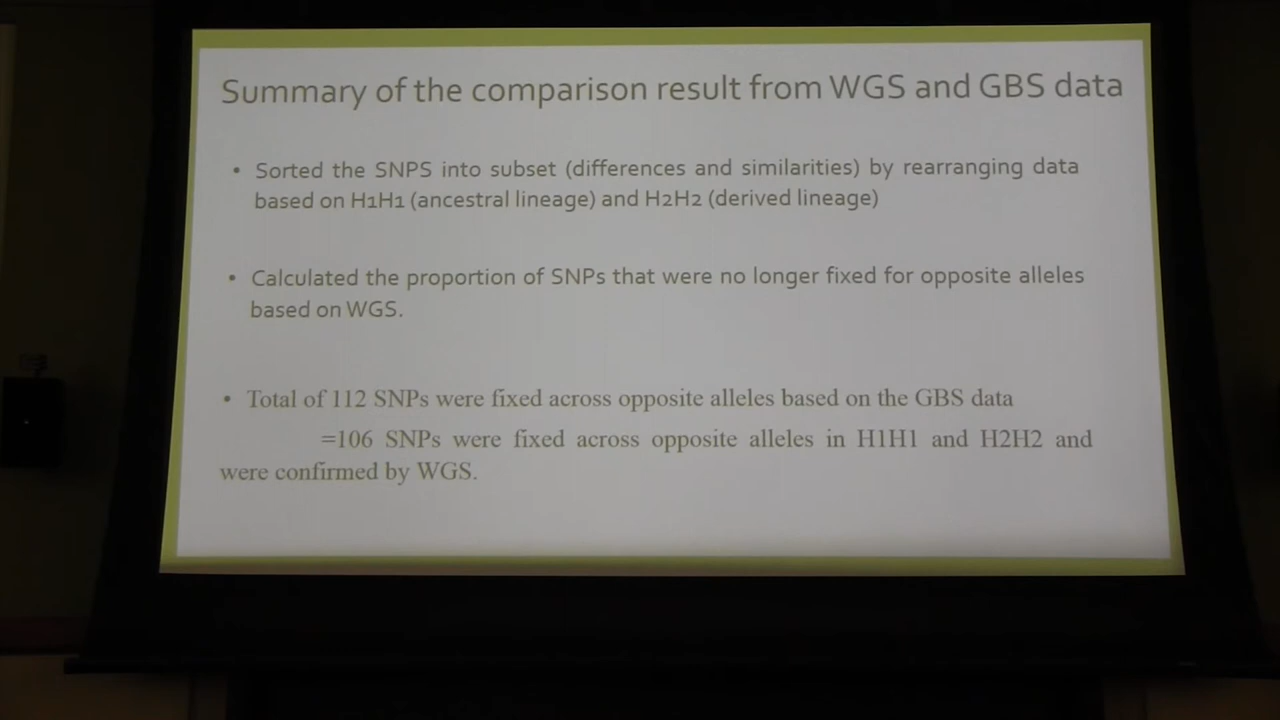 Summary of the comparison result from WGS and GBS data
• Sorted the SNPS into subset (differences and similarities) by rearranging data
based on H1H1 (ancestral lineage) and H2H2 (derived lineage)
• Calculated the proportion of SNPs that were no longer fixed for opposite alleles
based on WGS.
• Total of 112 SNPs were fixed across opposite alleles based on the GBS data
=106 SNPs were fixed across opposite alleles in H1H1 and H2H2 and
were confirmed by WGS.